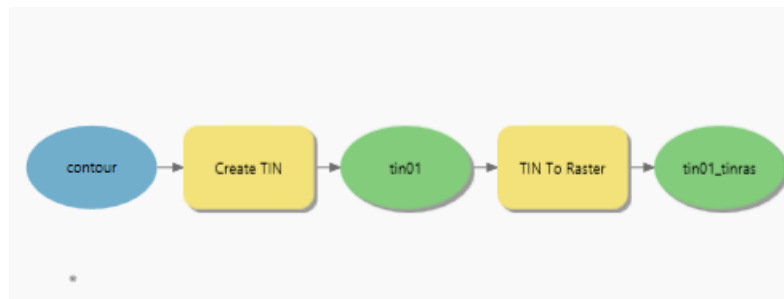 contour
Create TIN
tin01
TIN To Raster
tin01_tinras